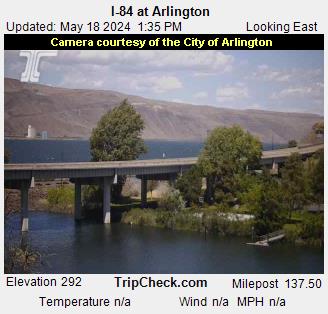 I-84 at Arlington
Updated: May 18 2024 1:35 PM Looking East
Camera courtesy of the City of Arlington
Elevation 292 TripCheck.com Milepost 137.50
Temperature n/a Wind n/a MPH n/a